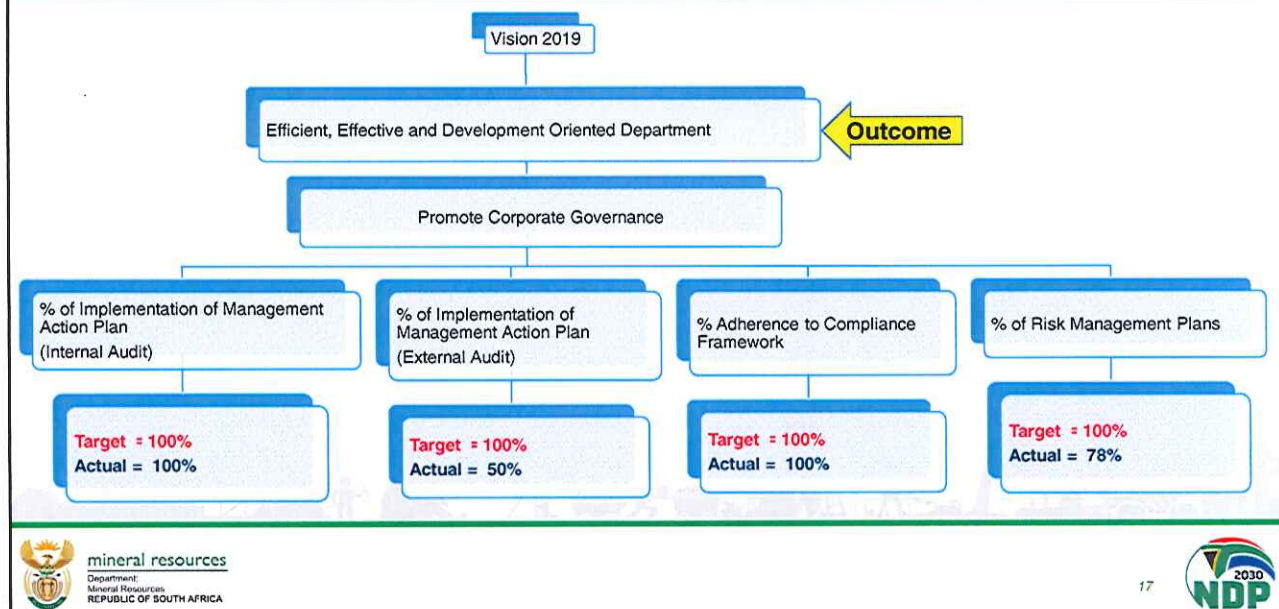 Vision 2019
Efficient, Effective and Development Oriented Department
Outcome
Promote Corporate Governance
% of Implementation of Management
Action Plan
(Internal Audit)
% of Implementation of
Management Action Plan
(External Audit)
% Adherence to Compliance
Framework
% of Risk Management Plans
Target = 100%
Actual = 100%
Target = 100%
Actual = 50%
Target = 100%
Actual = 100%
Target = 100%
Actual = 78%
mineral resources
Department:
Mineral Resources
REPUBLIC OF SOUTH AFRICA
17
2030
NDP